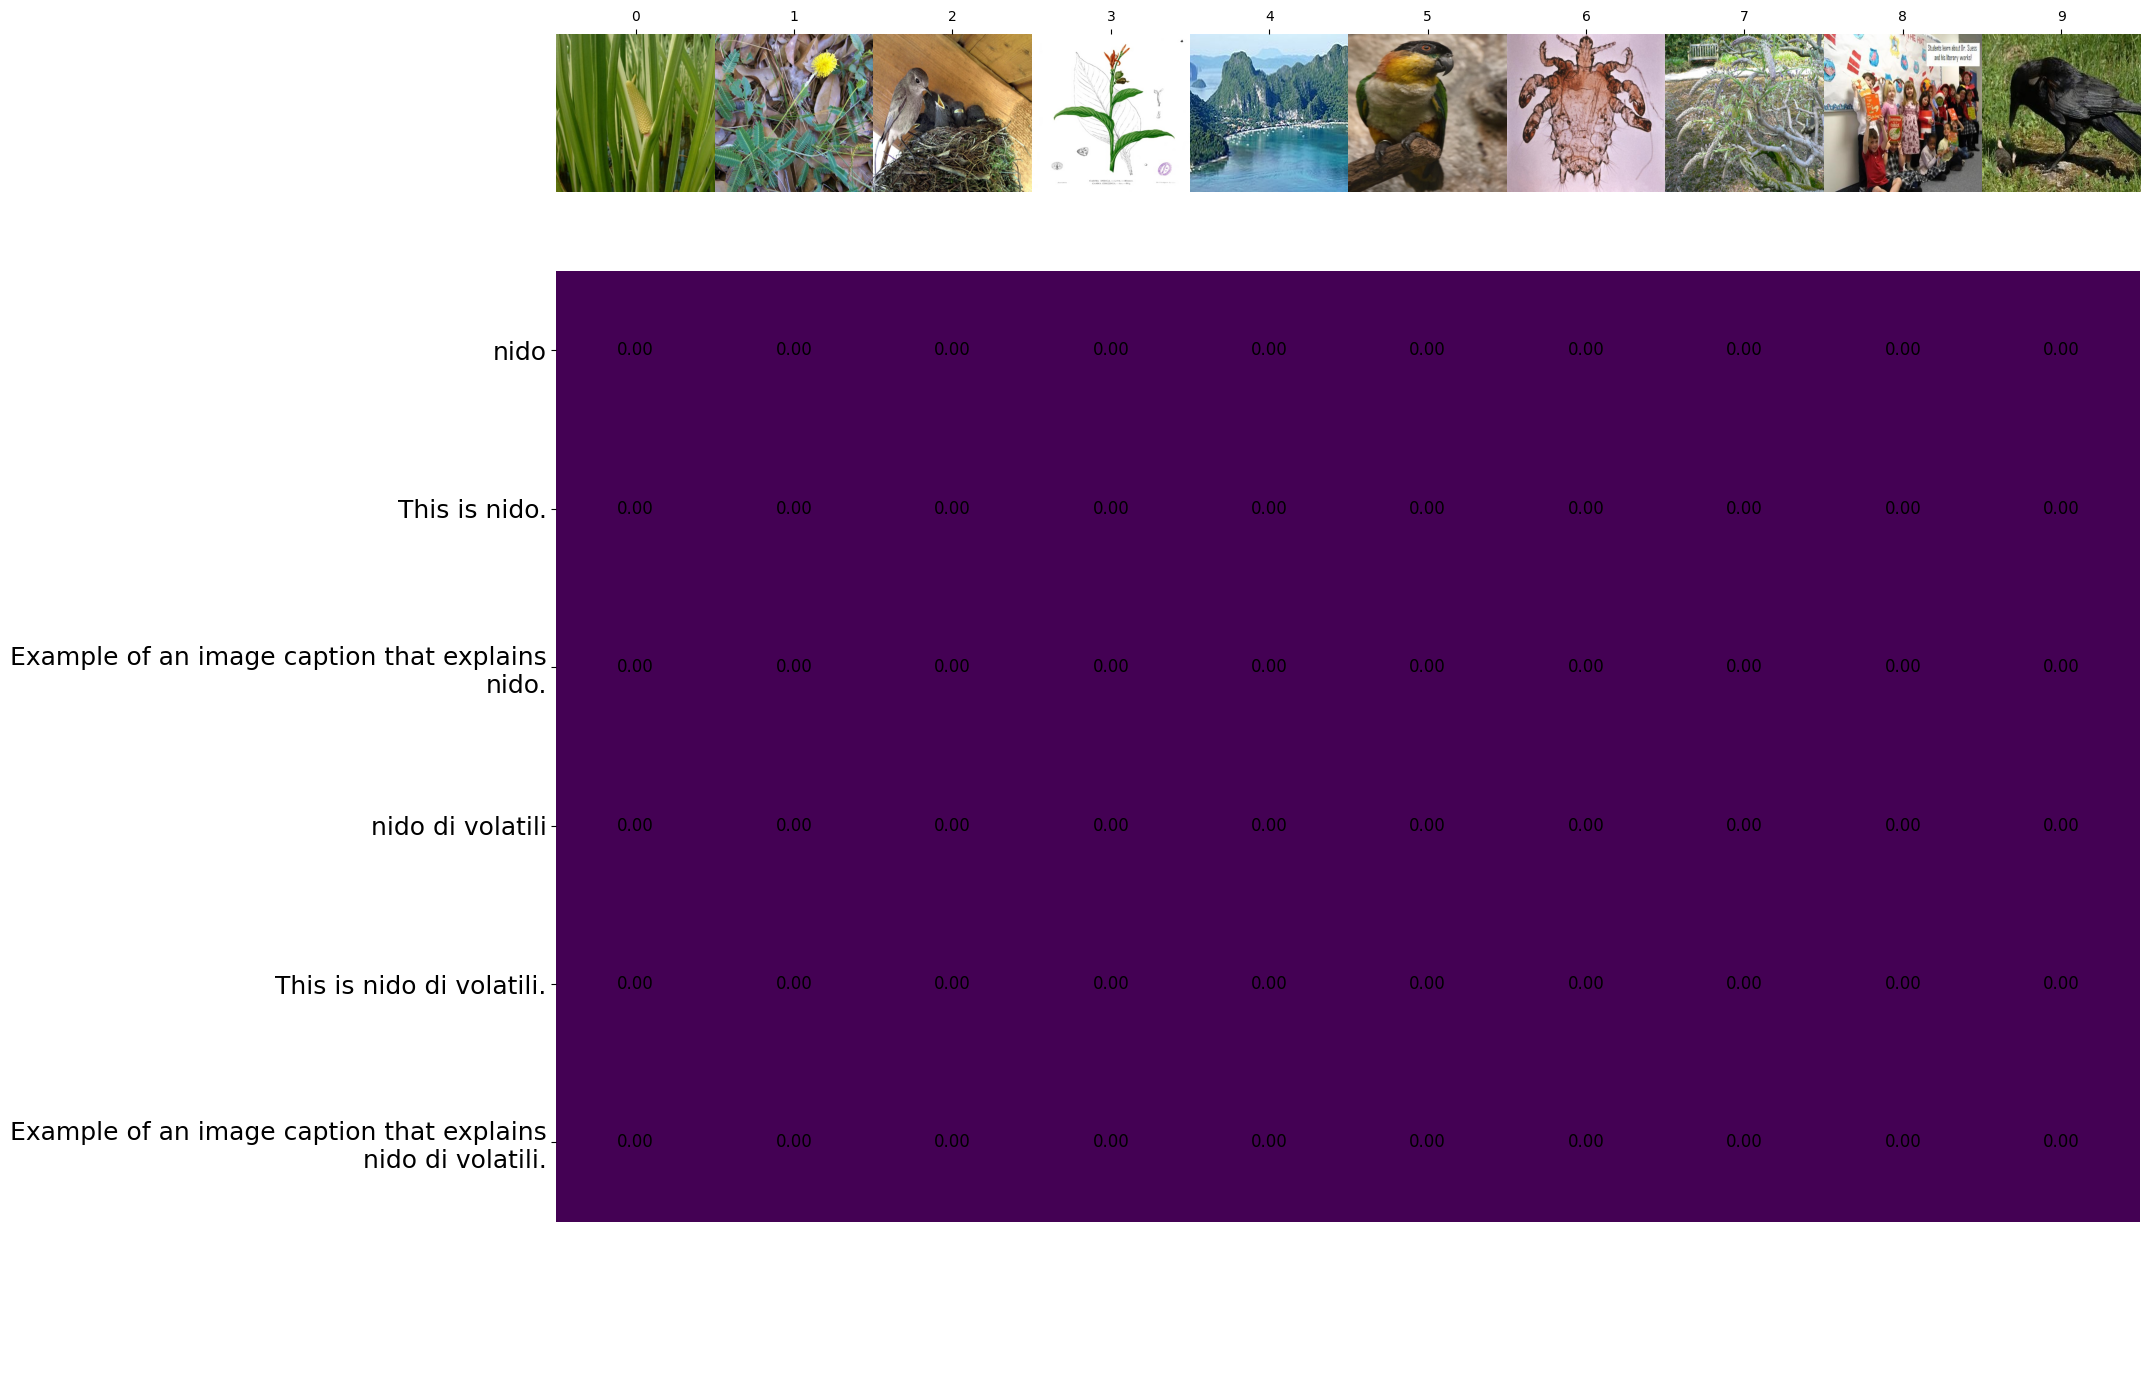 0 1 2 3 4 5 6 7 8 9
Students learn about Dr. Suess
and his literary works!
nido 0.00 0.00 0.00 0.00 0.00 0.00 0.00 0.00 0.00 0.00
This is nido. 0.00 0.00 0.00 0.00 0.00 0.00 0.00 0.00 0.00 0.00
Example of an image caption that explains
nido. 0.00 0.00 0.00 0.00 0.00 0.00 0.00 0.00 0.00 0.00
nido di volatili 0.00 0.00 0.00 0.00 0.00 0.00 0.00 0.00 0.00 0.00
This is nido di volatili. 0.00 0.00 0.00 0.00 0.00 0.00 0.00 0.00 0.00 0.00
Example of an image caption that explains
nido di volatili. 0.00 0.00 0.00 0.00 0.00 0.00 0.00 0.00 0.00 0.00